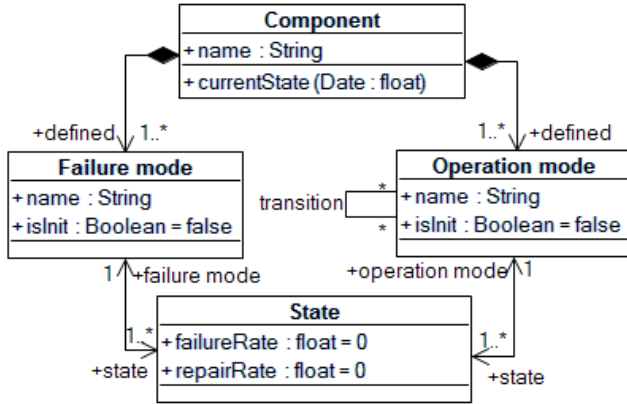 Component
+ name : String
+ currentState (Date : float)
+defined
1..*
1..*
+defined
Failure mode
+ name : String
+ isInit : Boolean = false
transition
*
*
Operation mode
+ name : String
+ isInit : Boolean = false
1
+failure mode
+operation mode
1
State
+ failureRate : float = 0
+ repairRate : float = 0
1..*
+state
1..*
+state